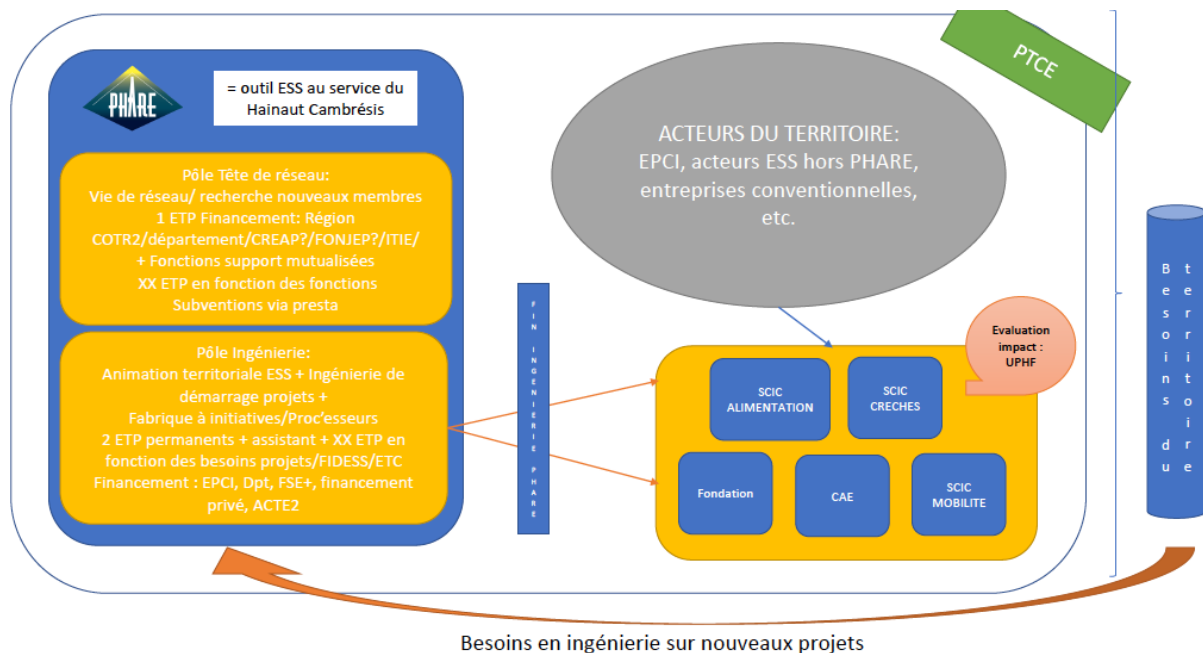 PTCE
PHARE
= outil ESS au service du
Hainaut Cambrésis
ACTEURS DU TERRITOIRE:
EPCI, acteurs ESS hors PHARE,
entreprises conventionnelles,
etc.
Pôle Tête de réseau:
Vie de réseau/ recherche nouveaux membres
1 ETP Financement: Région
COTR2/département/CREAP?/FONJEP?/ITIE/
+ Fonctions support mutualisées
XX ETP en fonction des fonctions
Subventions via presta
Pôle Ingénierie:
Animation territoriale ESS + Ingénierie de
démarrage projets +
Fabrique à initiatives/Proc'esseurs
2 ETP permanents + assistant + XX ETP en
fonction des besoins projets/FIDESS/ETC
Financement : EPCI, Dpt, FSE+, financement
privé, ACTE2
FIN INGENIERIE PHARE
Evaluation
impact :
UPHF
SCIC
ALIMENTATION
SCIC
CRECHES
Fondation
CAE
SCIC
MOBILITE
Besoins du
territoire
Besoins en ingénierie sur nouveaux projets